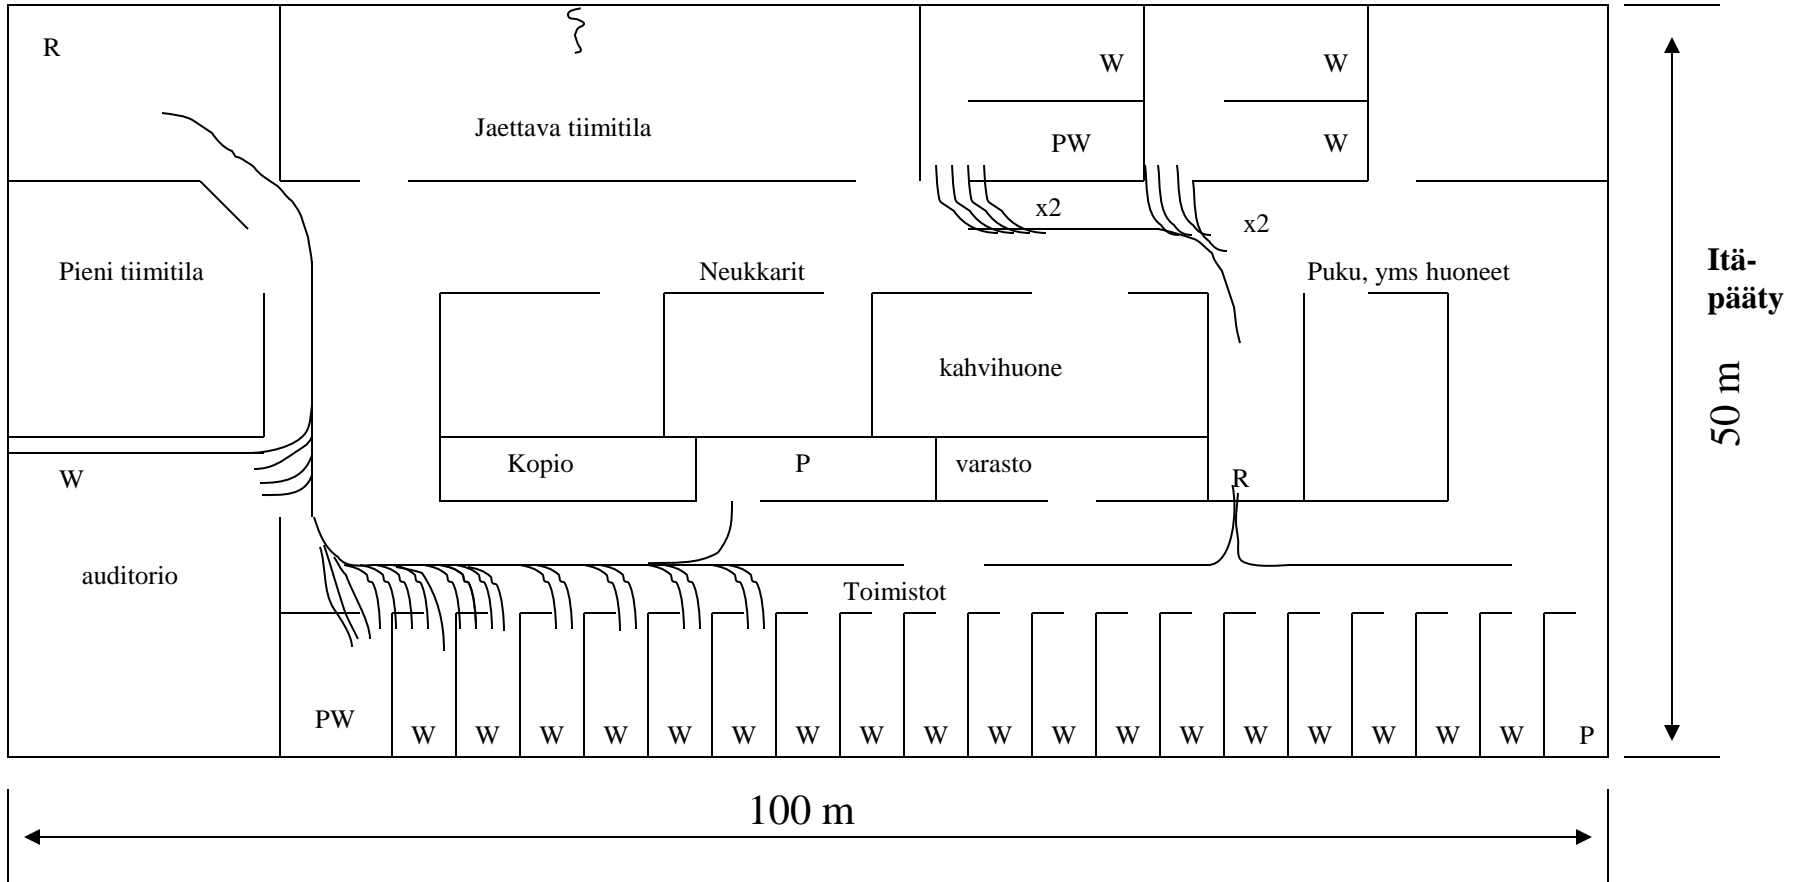 R
W
W
Jaettava tiimitila
PW
W
x2
x2
Pieni tiimitila
Neukkarit
Puku, yms huoneet
Itä-
pääty
kahvihuone
50 m
Kopio
P
varasto
W
R
auditorio
Toimistot
PW
W W W W W W W W W W W W W W W W W W P
100 m